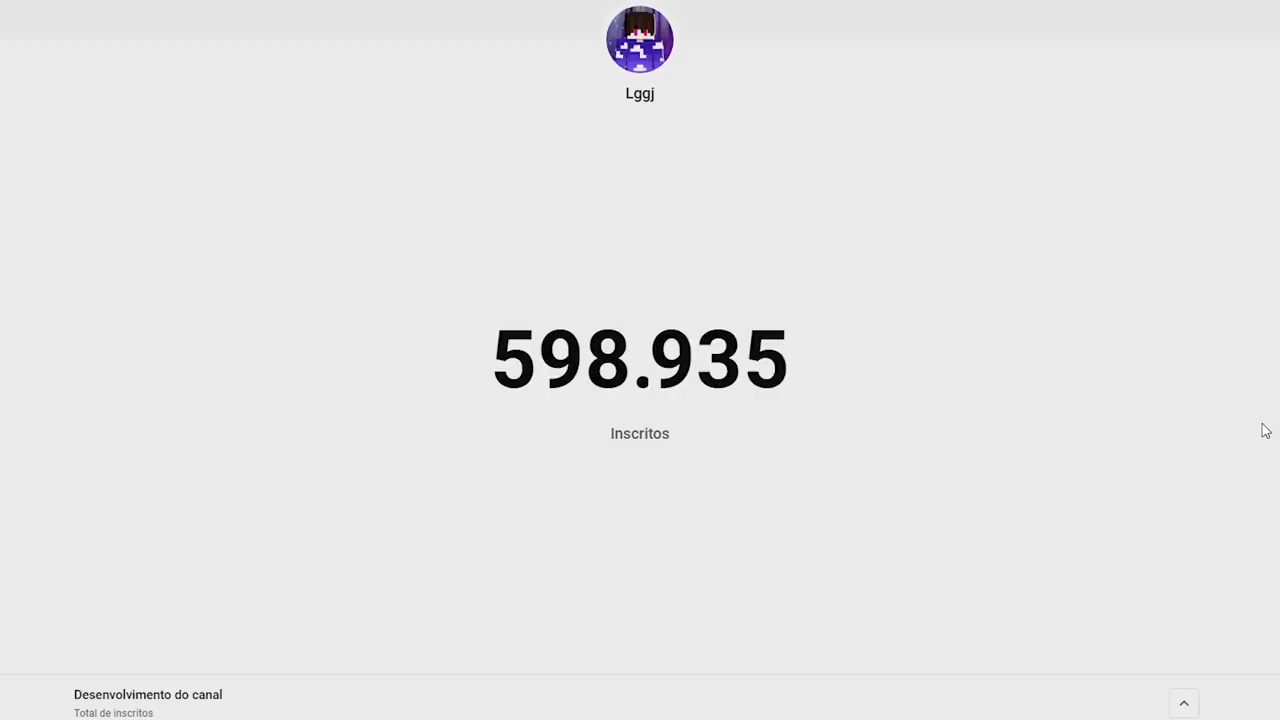 Lggj
598.935
Inscritos
Desenvolvimento do canal
Total de inscritos